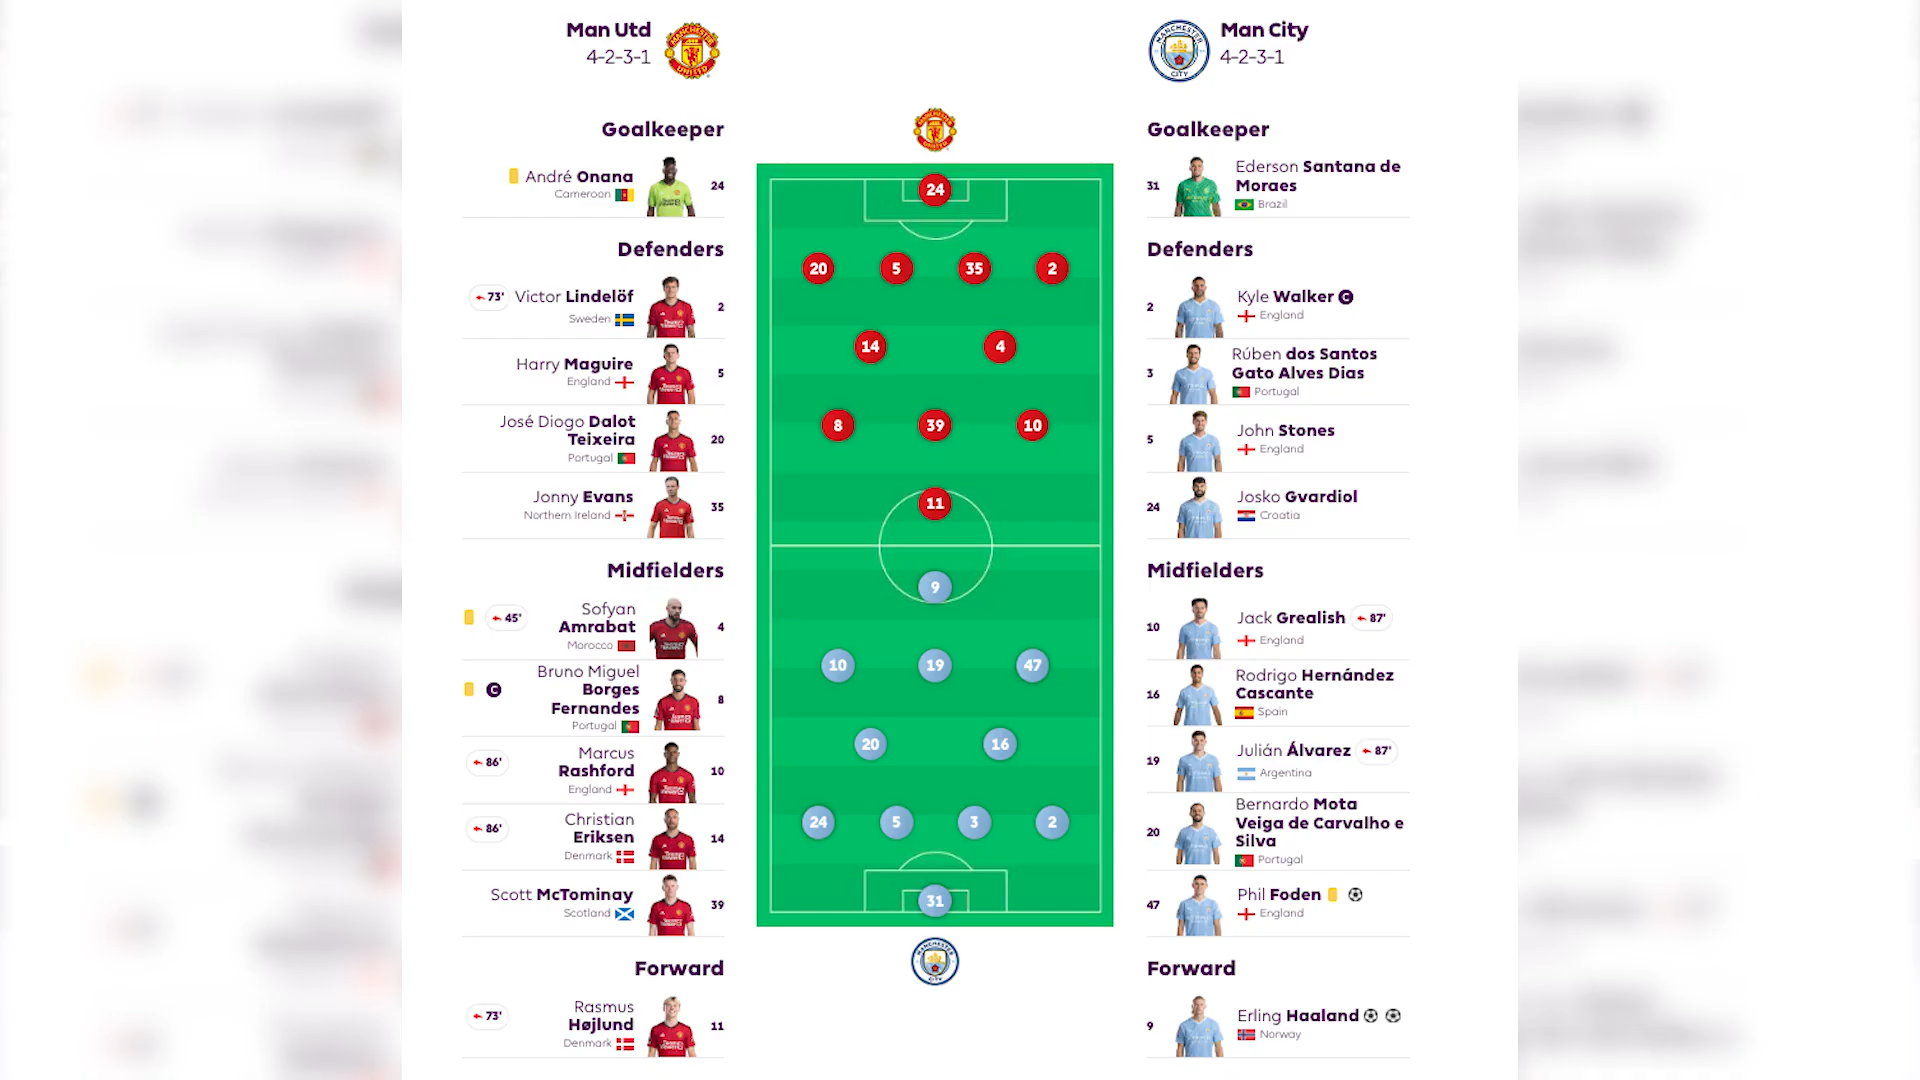 Man Utd
4-2-3-1
Man City
4-2-3-1
Goalkeeper
André Onana
Cameroon
24
Defenders
73' Victor Lindelöf
Sweden
2
Harry Maguire
England
5
José Diogo Dalot
Teixeira
Portugal
20
Jonny Evans
Northern Ireland
35
Midfielders
45'
Sofyan
Amrabat
Morocco
4
C
Bruno Miguel
Borges
Fernandes
Portugal
8
86'
Marcus
Rashford
England
10
86'
Christian
Eriksen
Denmark
14
Scott McTominay
Scotland
39
Forward
73'
Rasmus
Højlund
Denmark
11
24
20 5 35 2
14 4
8 39 10
11
9
10 19 47
20 16
24 5 3 2
31
Goalkeeper
31
Ederson Santana de
Moraes
Brazil
Defenders
2
Kyle Walker C
England
3
Rúben dos Santos
Gato Alves Dias
Portugal
5
John Stones
England
24
Josko Gvardiol
Croatia
Midfielders
10
Jack Grealish 87'
England
16
Rodrigo Hernández
Cascante
Spain
19
Julián Álvarez 87'
Argentina
20
Bernardo Mota
Veiga de Carvalho e
Silva
Portugal
47
Phil Foden
England
Forward
9
Erling Haaland
Norway
MANCHESTER
UNITED
MANCHESTER
CITY